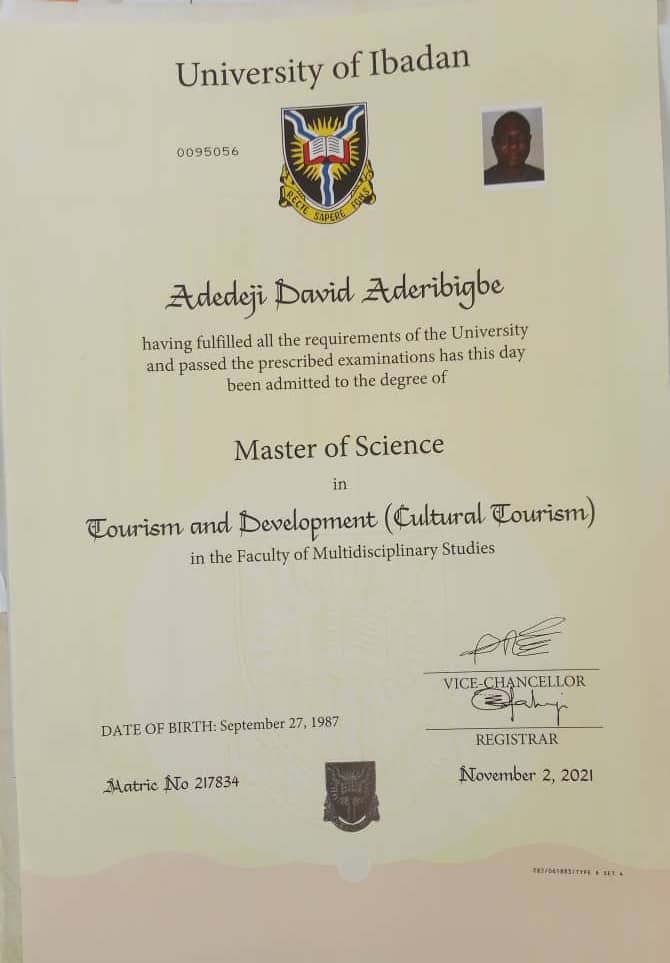 University of Ibadan
0095056
RECTE SAPERE FONS
Adedeji David Aderibigbe
having fulfilled all the requirements of the University
and passed the prescribed examinations has this day
been admitted to the degree of
Master of Science
in
Tourism and Development (Cultural Tourism)
in the Faculty of Multidisciplinary Studies
VICE-CHANCELLOR
DATE OF BIRTH: September 27, 1987
REGISTRAR
Matric No 217834
November 2, 2021